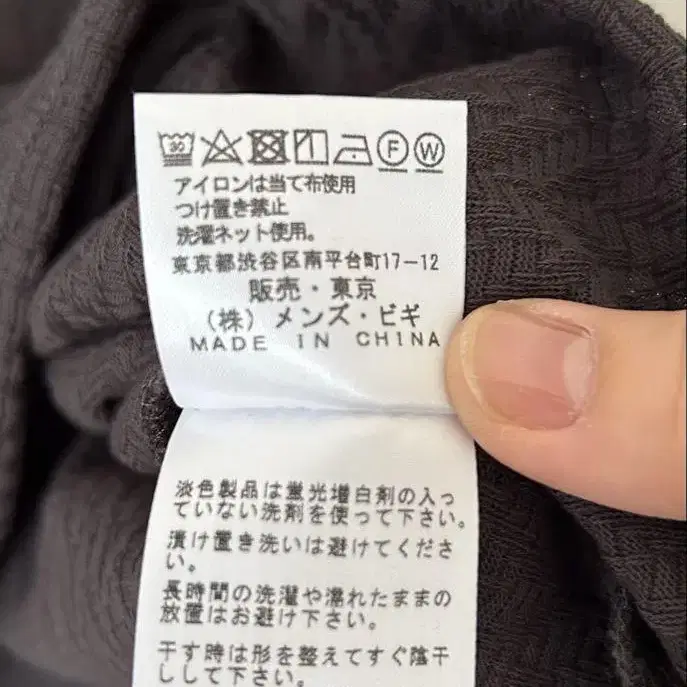 30 F W
アイロンは当て布使用
つけ置き禁止
洗濯ネット使用。
東京都渋谷区南平台町17-12
販売・東京
(株)メンズ・ビギ
MADE IN CHINA
淡色製品は蛍光増白剤の入っ
ていない洗剤を使って下さい。
漬け置き洗いは避けてくださ
い。
長時間の洗濯や濡れたままの
放置はお避け下さい。
干す時は形を整えてすぐ陰干
しして下さい。